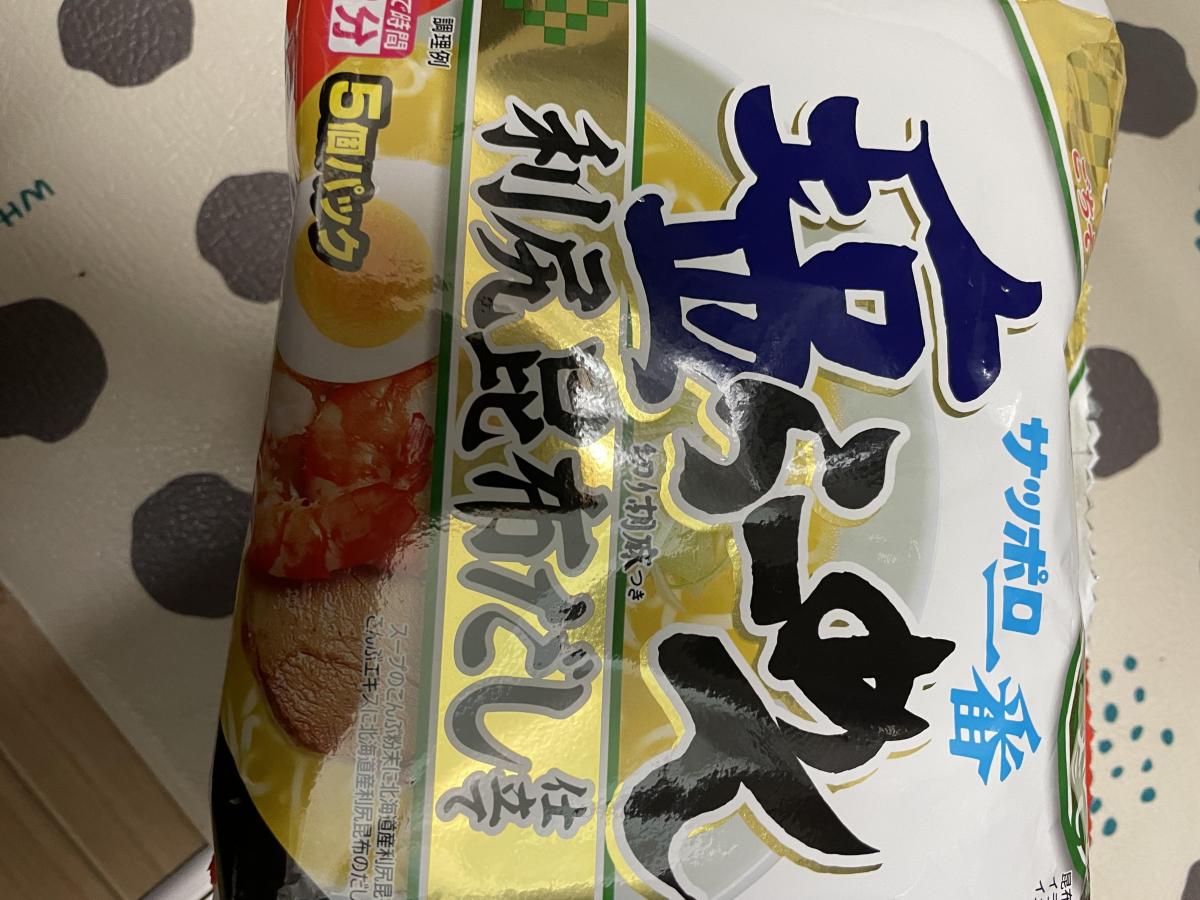 サッポロ一番
塩らーめん
切り胡麻つき
利尻昆布だし仕立て
調理例
時間
分
5個パック
スープのこんぶ粉末に北海道産利尻昆
こんぶエキスに北海道産利尻昆布のだし
WH